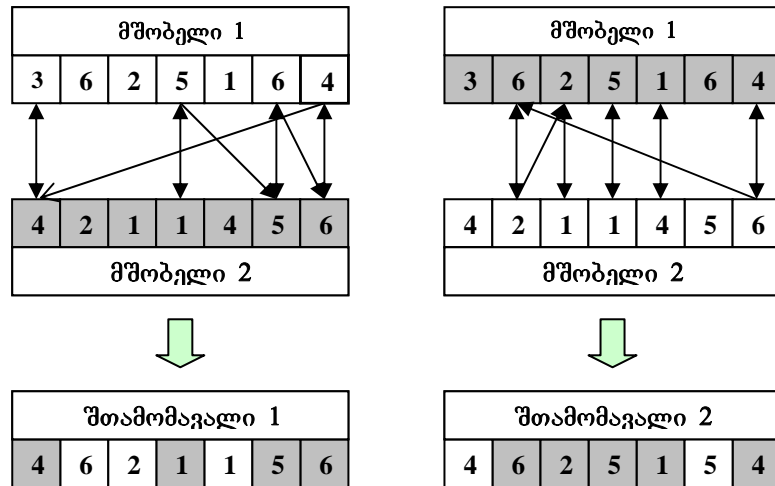 მშობელი 1
3 6 2 5 1 6 4
4 2 1 1 4 5 6
მშობელი 2
შთამომავალი 1
4 6 2 1 1 5 6
მშობელი 1
3 6 2 5 1 6 4
4 2 1 1 4 5 6
მშობელი 2
შთამომავალი 2
4 6 2 5 1 5 4